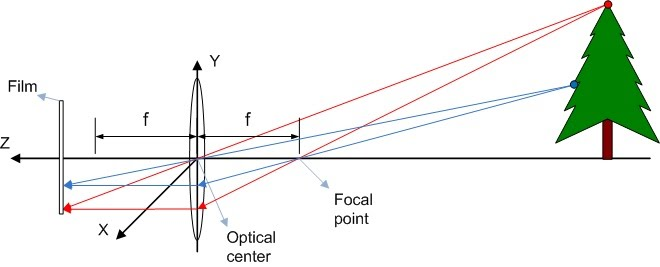 Y
Film
f
f
Z
X
Focal
point
Optical
center